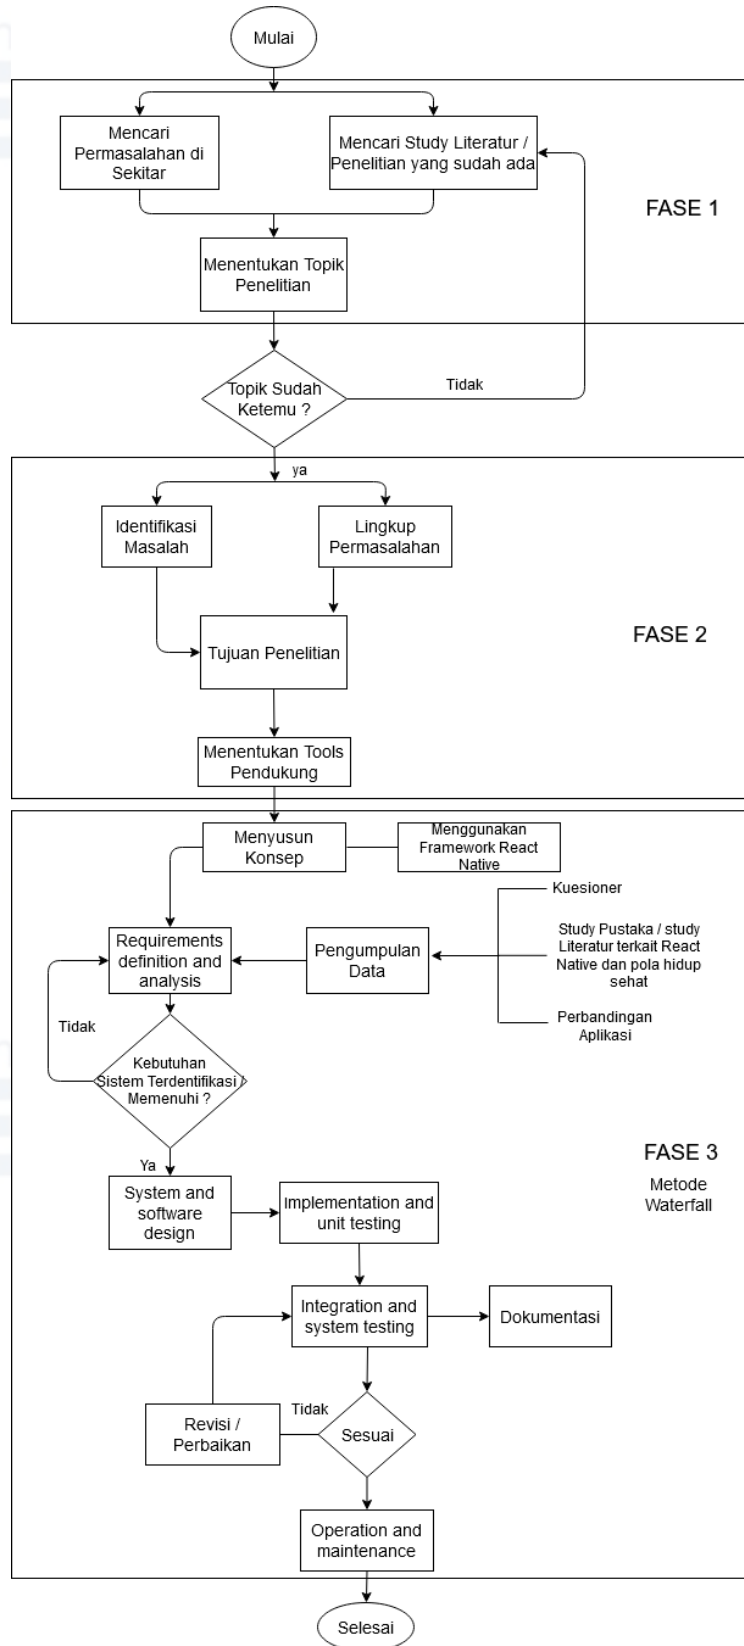 Mulai
Mencari
Permasalahan di
Sekitar
Mencari Study Literatur /
Penelitian yang sudah ada
FASE 1
Menentukan Topik
Penelitian
Topik Sudah
Ketemu ?
Tidak
ya
Identifikasi
Masalah
Lingkup
Permasalahan
Tujuan Penelitian
FASE 2
Menentukan Tools
Pendukung
Menyusun
Konsep
Menggunakan
Framework React
Native
Kuesioner
Requirements
definition and
analysis
Pengumpulan
Data
Study Pustaka / study
Literatur terkait React
Native dan pola hidup
sehat
Perbandingan
Aplikasi
Tidak
Kebutuhan
Sistem Terdentifikasi /
Memenuhi ?
Ya
FASE 3
Metode
Waterfall
System and
software
design
Implementation and
unit testing
Integration and
system testing
Dokumentasi
Revisi /
Perbaikan
Tidak
Sesuai
Operation and
maintenance
Selesai